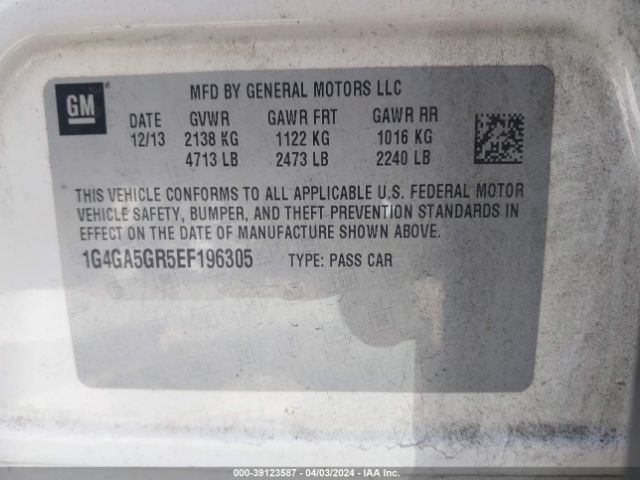 GM
MFD BY GENERAL MOTORS LLC
DATE GVWR GAWR FRT GAWR RR
12/13 2138 KG 1122 KG 1016 KG
4713 LB 2473 LB 2240 LB
THIS VEHICLE CONFORMS TO ALL APPLICABLE U.S. FEDERAL MOTOR
VEHICLE SAFETY, BUMPER, AND THEFT PREVENTION STANDARDS IN
EFFECT ON THE DATE OF MANUFACTURE SHOWN ABOVE.
1G4GA5GR5EF196305 TYPE: PASS CAR
000-39123587 - 04/03/2024 - IAAI.COM